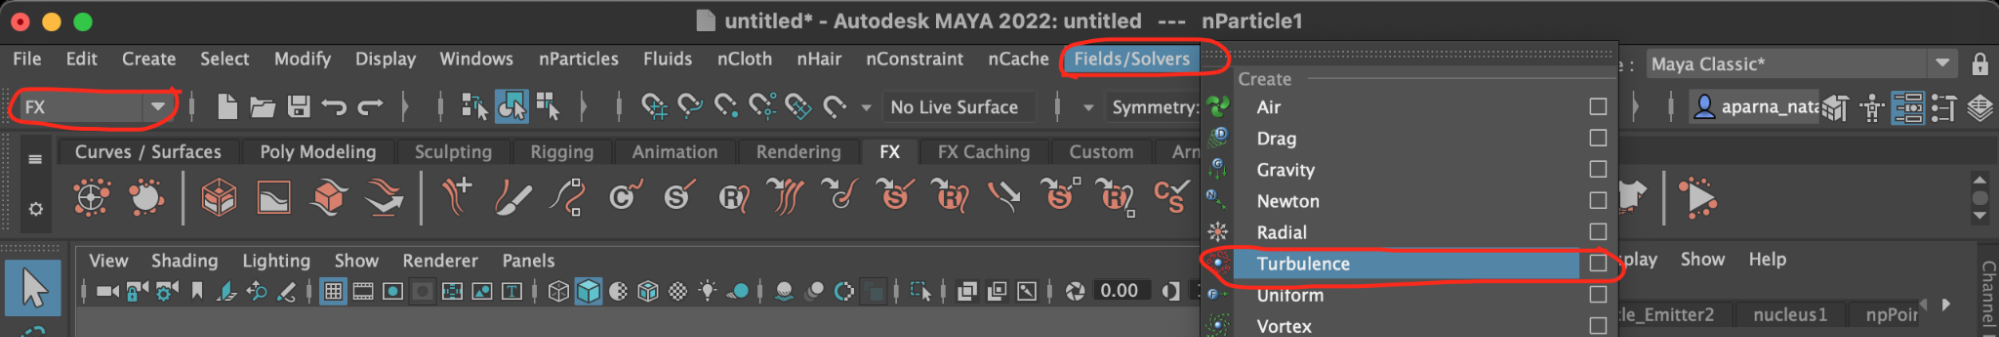 untitled* - Autodesk MAYA 2022: untitled --- nParticle1
File Edit Create Select Modify Display Windows nParticles Fluids nCloth nHair nConstraint nCache Fields/Solvers Maya Classic*
Create
FX No Live Surface Symmetry: aparna_nata
Air
Drag
Gravity
Newton
Radial
Turbulence
Uniform
Vortex
Curves / Surfaces Poly Modeling Sculpting Rigging Animation Rendering FX FX Caching Custom Arn
View Shading Lighting Show Renderer Panels
play Show Help
0.00
cle_Emitter2 nucleus1 npPoir
Channel